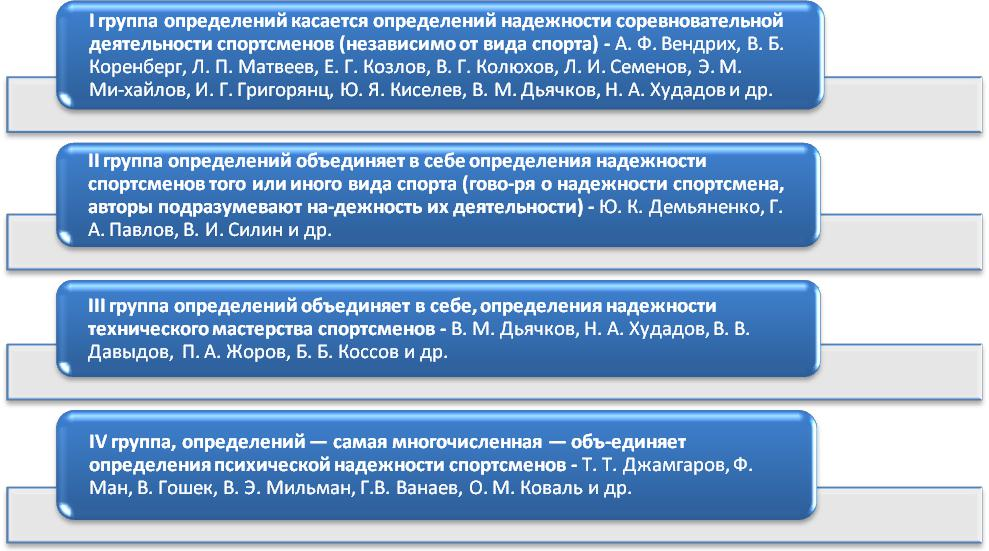 I группа определений касается определений надежности соревновательной
деятельности спортсменов (независимо от вида спорта) - А. Ф. Вендрих, В. Б.
Коренберг, Л. П. Матвеев, Е. Г. Козлов, В. Г. Колюхов, Л. И. Семенов, Э. М.
Ми-хайлов, И. Г. Григорянц, Ю. Я. Киселев, В. М. Дьячков, Н. А. Худадов и др.
II группа определений объединяет в себе определения надежности
спортсменов того или иного вида спорта (гово-ря о надежности спортсмена,
авторы подразумевают на-дежность их деятельности) - Ю. К. Демьяненко, Г.
А. Павлов, В. И. Силин и др.
III группа определений объединяет в себе, определения надежности
технического мастерства спортсменов - В. М. Дьячков, Н. А. Худадов, В. В.
Давыдов, П. А. Жоров, Б. Б. Коссов и др.
IV группа, определений — самая многочисленная — объ-единяет
определения психической надежности спортсменов - Т. Т. Джамгаров, Ф.
Ман, В. Гошек, В. Э. Мильман, Г.В. Ванаев, О. М. Коваль и др.